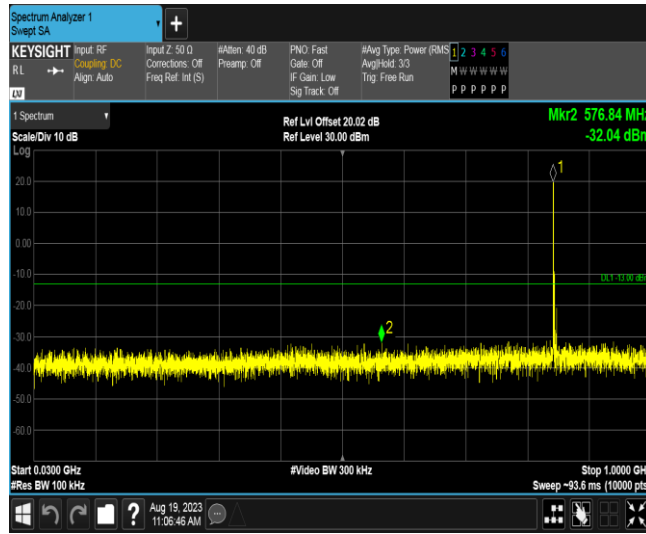 Spectrum Analyzer 1
Swept SA
+
KEYSIGHT Input: RF Input Z: 50 Ω #Atten: 40 dB PNO: Fast #Avg Type: Power (RMS 1 2 3 4 5 6
RL Coupling: DC Corrections: Off Preamp: Off Gate: Off Avg|Hold: 3/3 M W W W W W
Align: Auto Freq Ref: Int (S) IF Gain: Low Trig: Free Run
Sig Track: Off P P P P P P
LXI
1 Spectrum Ref Lvl Offset 20.02 dB Mkr2 576.84 MHz
Scale/Div 10 dB Ref Level 30.00 dBm -32.04 dBm
Log
1
20.0
10.0
0.00
-10.0
DL1 -13.00 dBm
-20.0
2
-30.0
-40.0
-50.0
-60.0
Start 0.0300 GHz #Video BW 300 kHz Stop 1.0000 GH
#Res BW 100 kHz Sweep ~93.6 ms (10000 pts
? Aug 19, 2023
11:06:46 AM